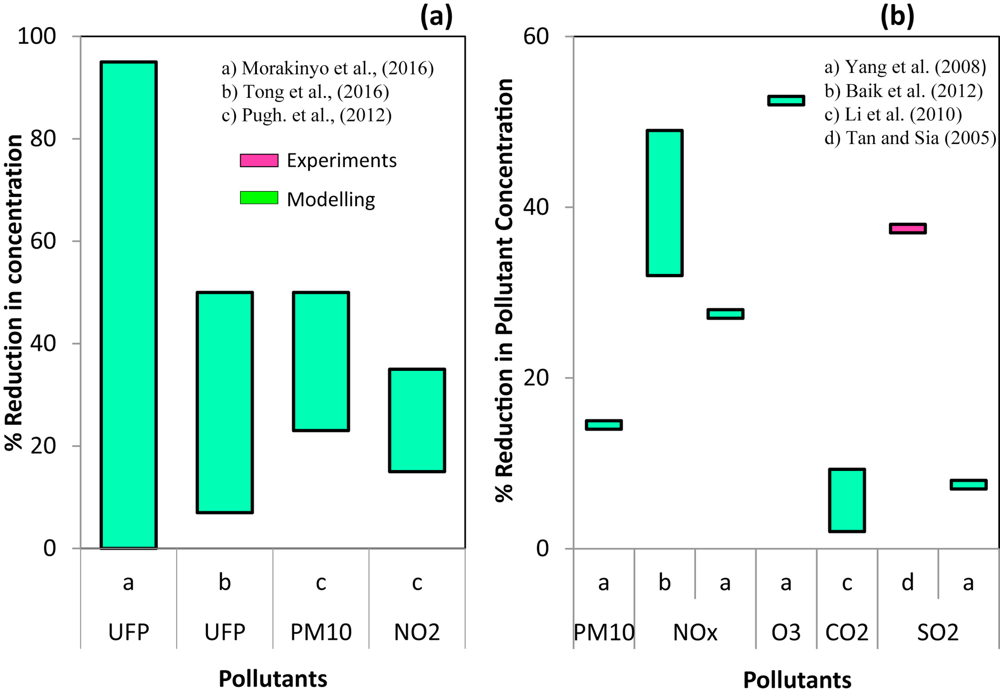 (a)
% Reduction in concentration
100
80
60
40
20
0
a) Morakinyo et al., (2016)
b) Tong et al., (2016)
c) Pugh. et al., (2012)
Experiments
Modelling
a b c c
UFP UFP PM10 NO2
Pollutants
(b)
% Reduction in Pollutant Concentration
60
40
20
0
a) Yang et al. (2008)
b) Baik et al. (2012)
c) Li et al. (2010)
d) Tan and Sia (2005)
a b a a c d a
PM10 NOx O3 CO2 SO2
Pollutants